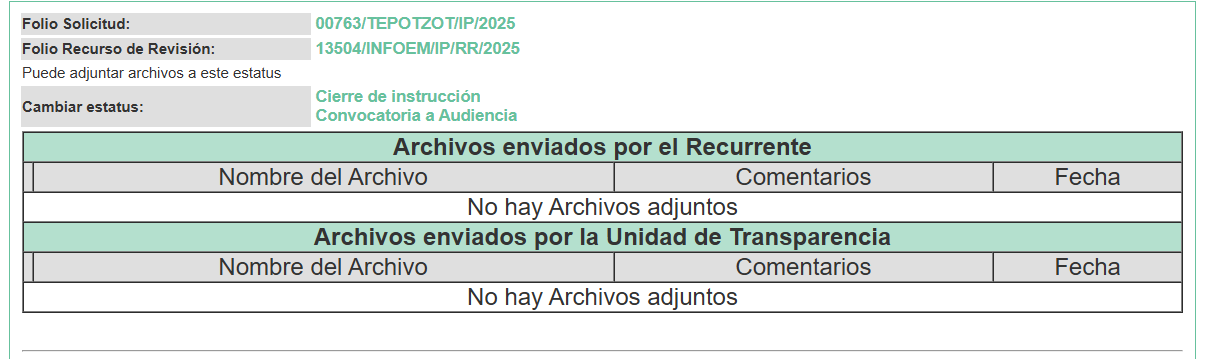 Folio Solicitud: 00763/TEPOTZOT/IP/2025
Folio Recurso de Revisión: 13504/INFOEM/IP/RR/2025
Puede adjuntar archivos a este estatus
Cambiar estatus: Cierre de instrucción
Convocatoria a Audiencia
Archivos enviados por el Recurrente
Nombre del Archivo Comentarios Fecha
No hay Archivos adjuntos
Archivos enviados por la Unidad de Transparencia
Nombre del Archivo Comentarios Fecha
No hay Archivos adjuntos